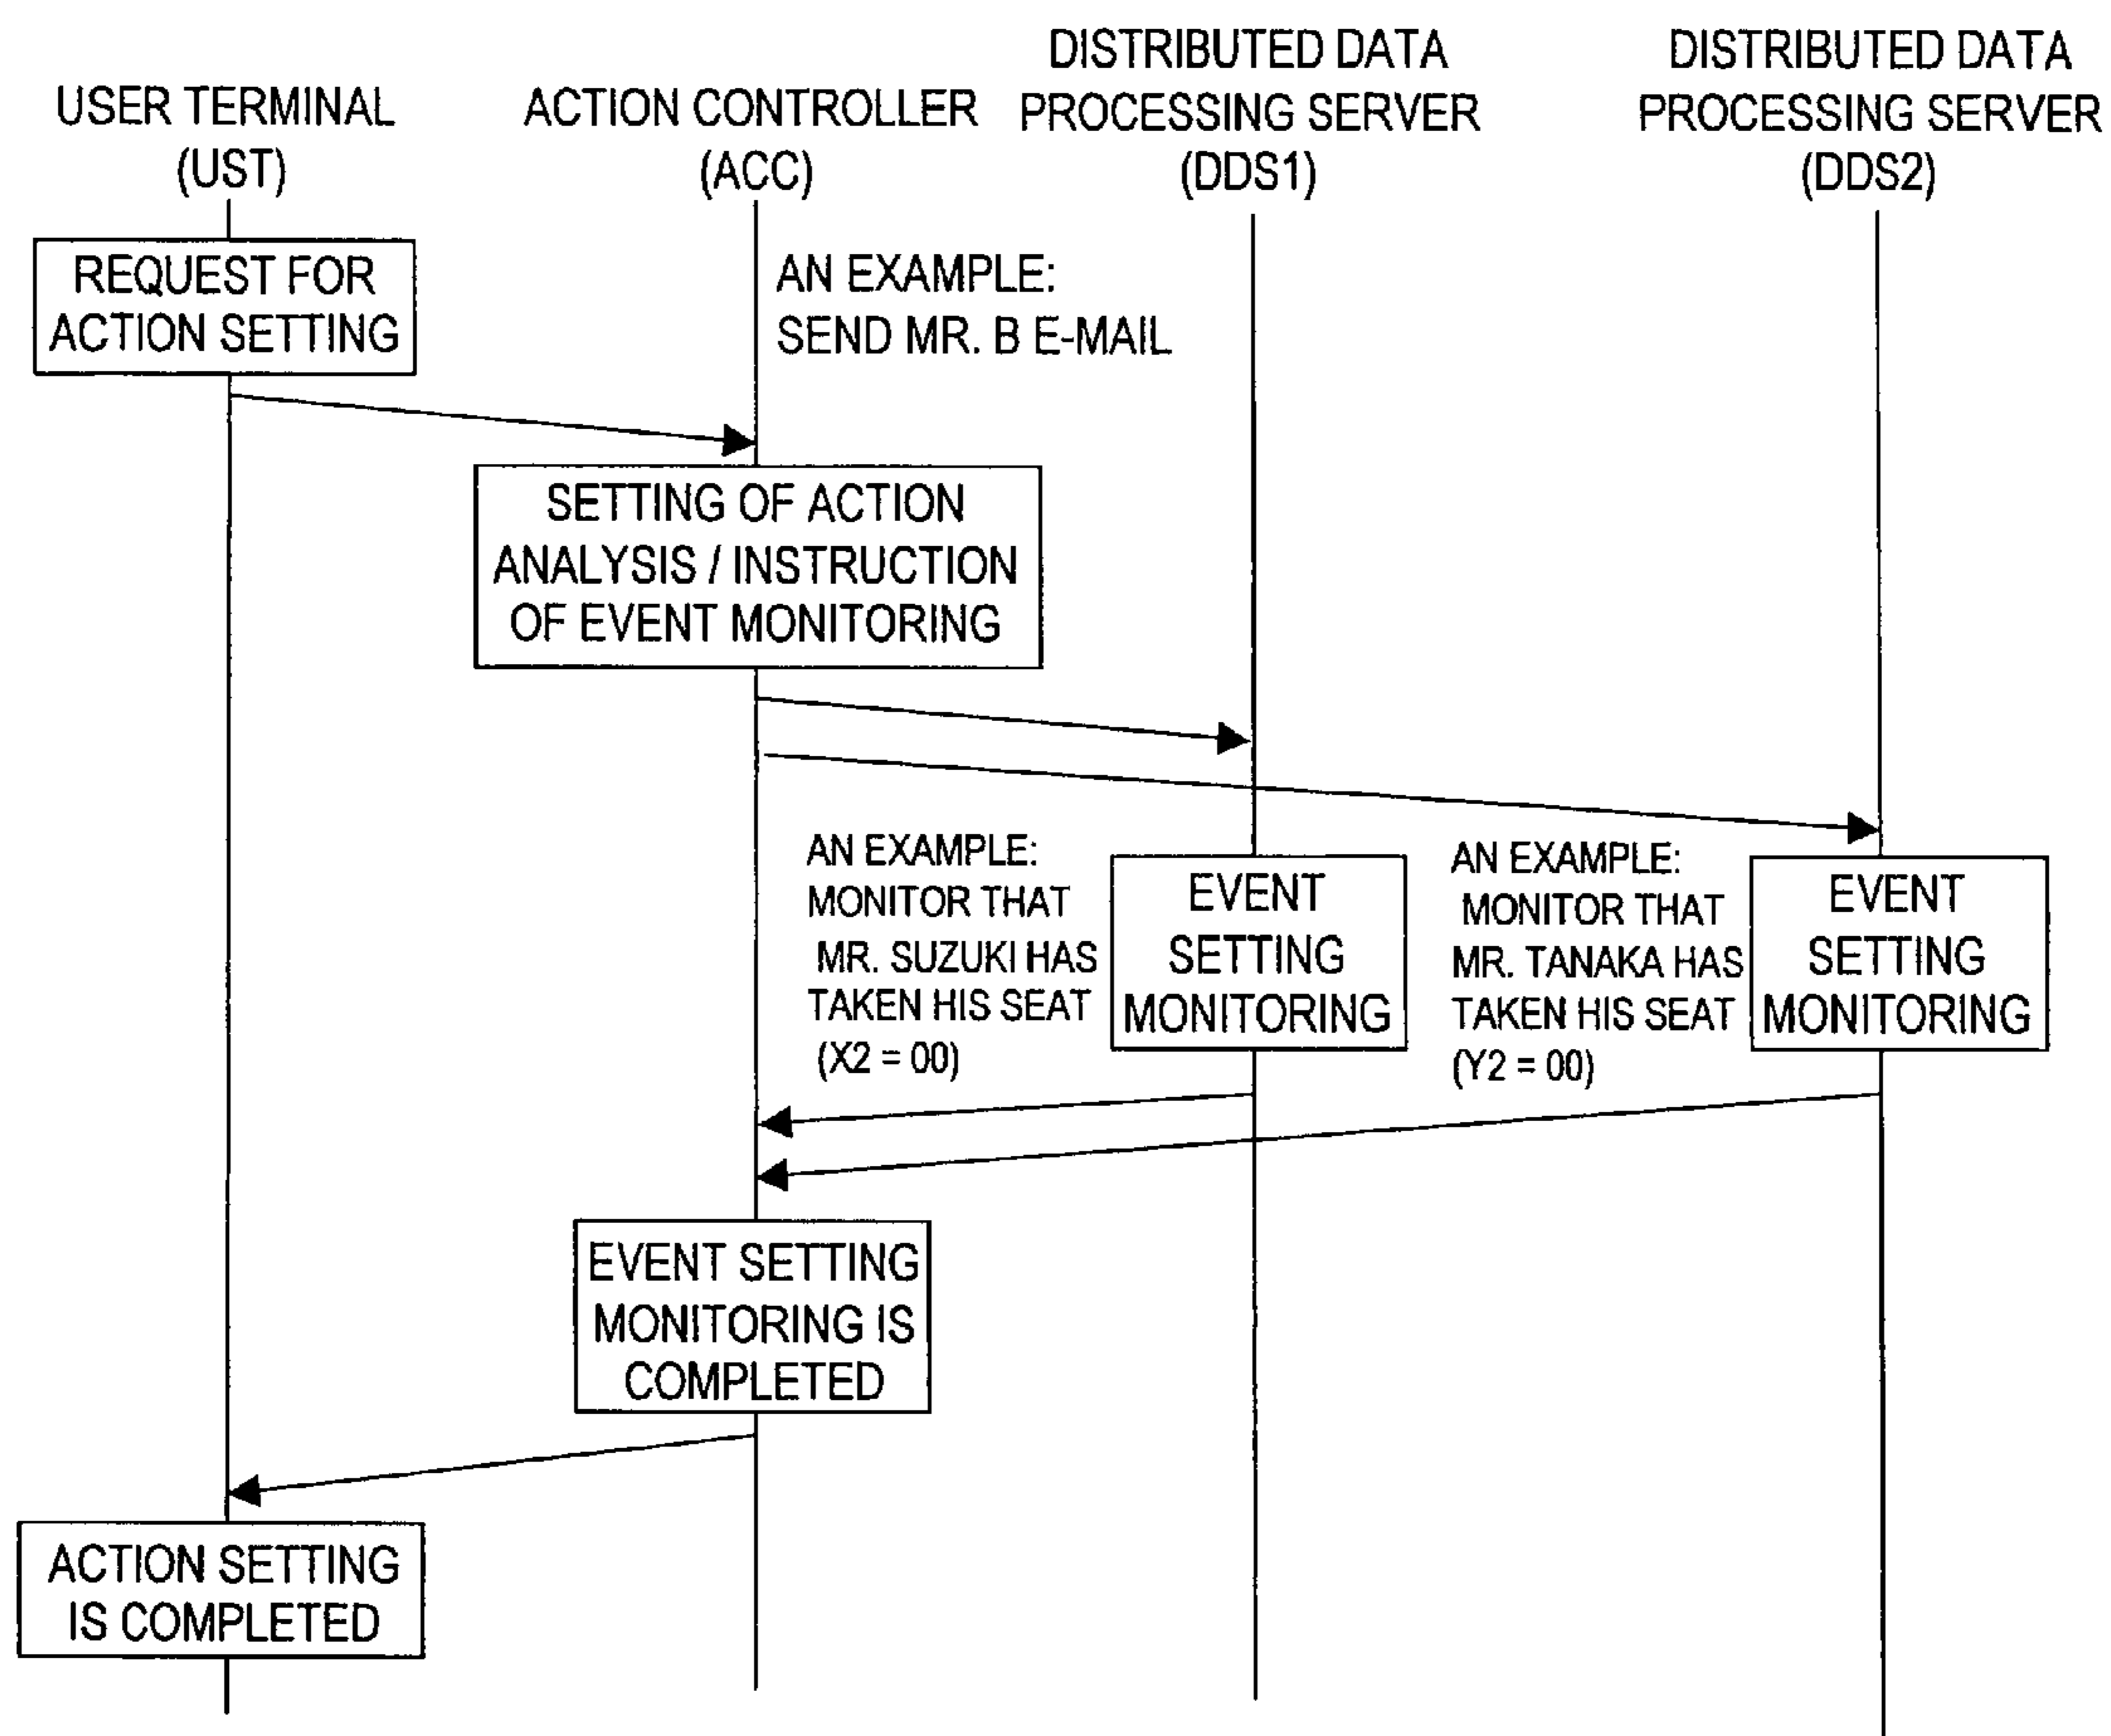 USER TERMINAL
(UST)
ACTION CONTROLLER
(ACC)
DISTRIBUTED DATA
PROCESSING SERVER
(DDS1)
DISTRIBUTED DATA
PROCESSING SERVER
(DDS2)
REQUEST FOR
ACTION SETTING
AN EXAMPLE:
SEND MR. B E-MAIL
SETTING OF ACTION
ANALYSIS / INSTRUCTION
OF EVENT MONITORING
AN EXAMPLE:
MONITOR THAT
MR. SUZUKI HAS
TAKEN HIS SEAT
(X2 = 00)
EVENT
SETTING
MONITORING
AN EXAMPLE:
MONITOR THAT
MR. TANAKA HAS
TAKEN HIS SEAT
(Y2 = 00)
EVENT
SETTING
MONITORING
EVENT SETTING
MONITORING IS
COMPLETED
ACTION SETTING
IS COMPLETED